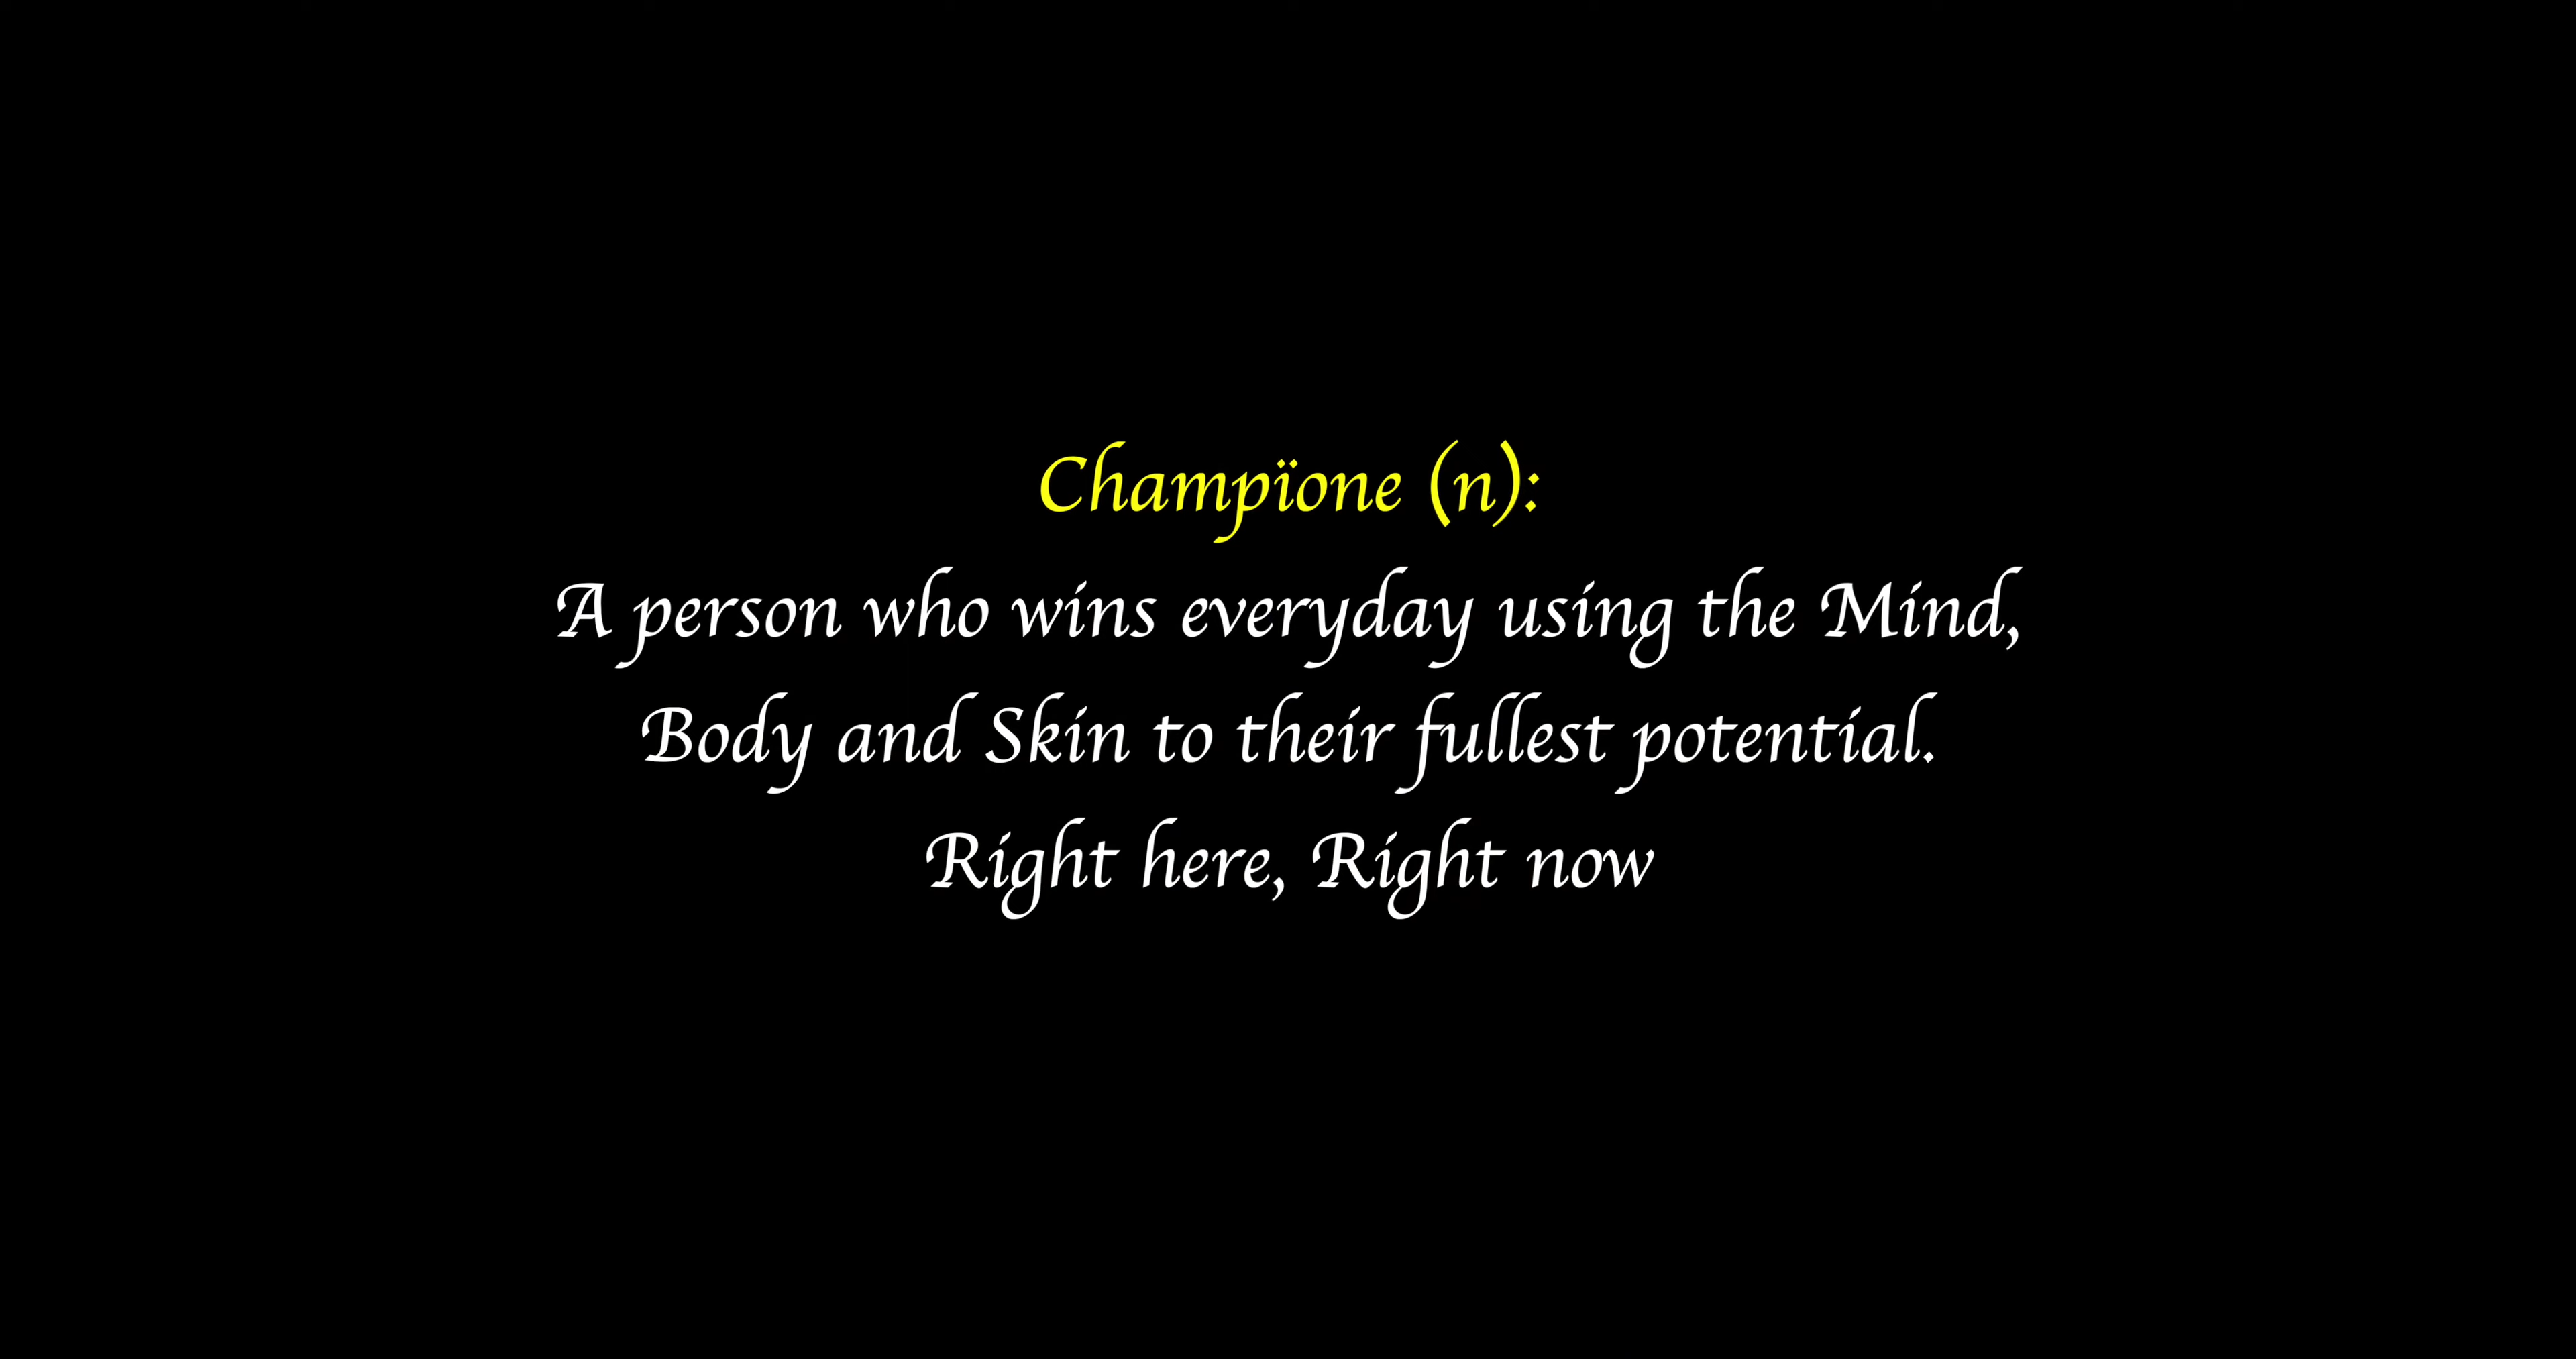 Champïone (n):
A person who wins everyday using the Mind,
Body and Skin to their fullest potential.
Right here, Right now